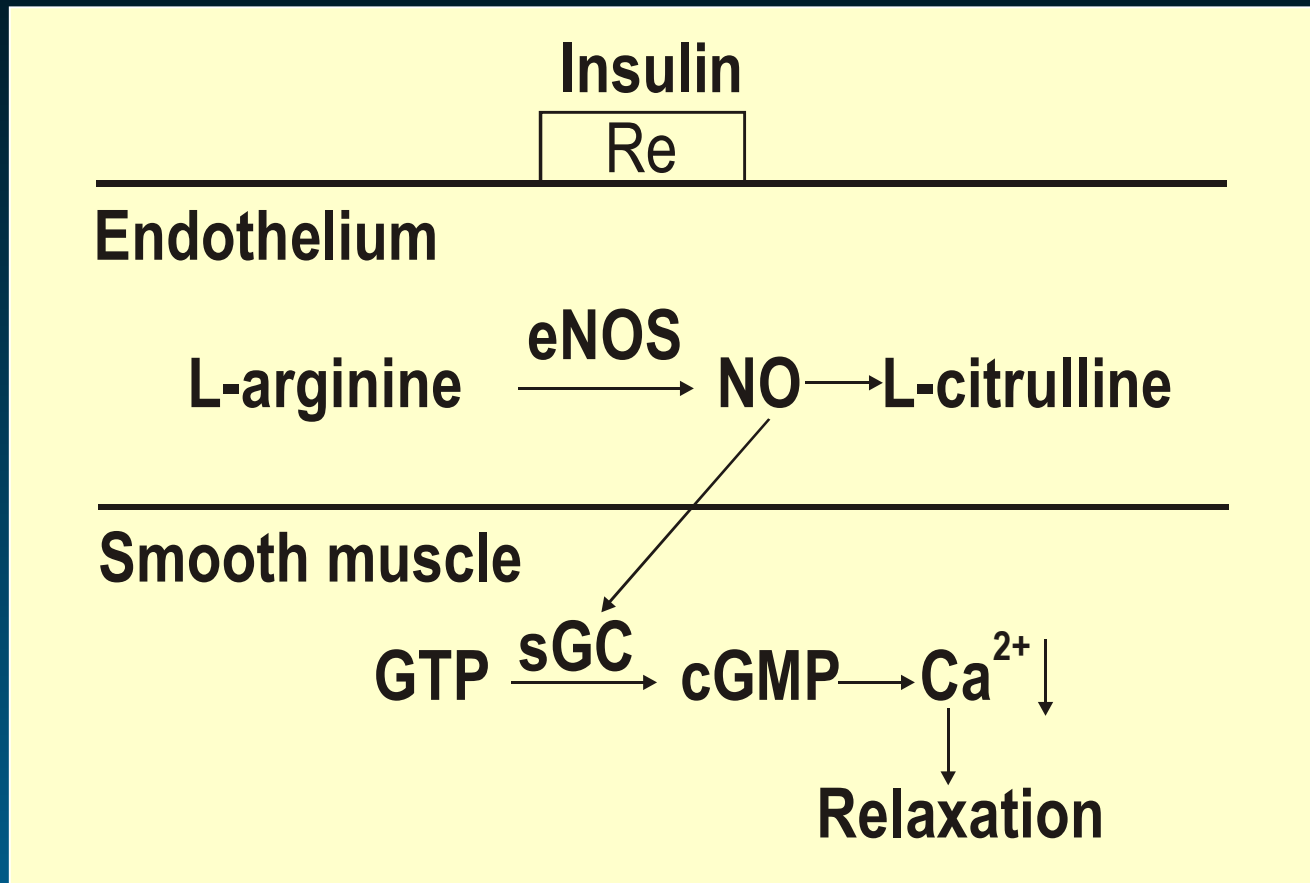 Insulin
Re
Endothelium
eNOS
L-arginine NO L-citrulline
Smooth muscle
GTP sGC cGMP Ca2+
Relaxation